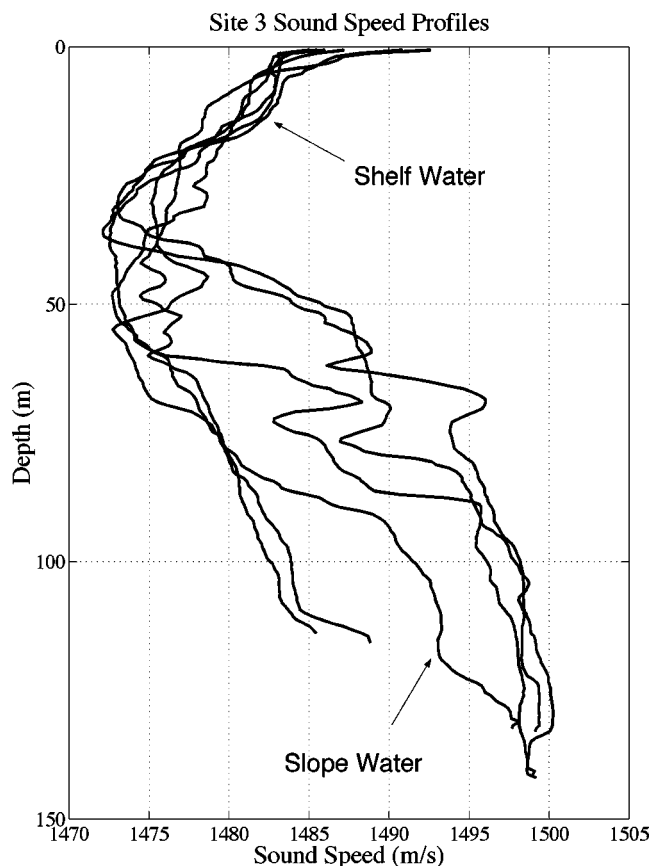 Site 3 Sound Speed Profiles
0
Shelf Water
50
Depth (m)
100
Slope Water
150
1470 1475 1480 1485 1490 1495 1500 1505
Sound Speed (m/s)